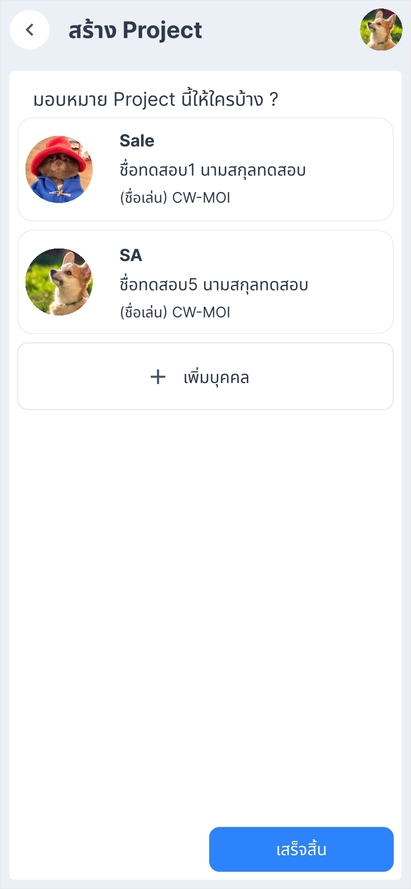 สร้าง Project
มอบหมาย Project นี้ให้ใครบ้าง ?
Sale
ชื่อทดสอบ1 นามสกุลทดสอบ
(ชื่อเล่น) CW-MOI
SA
ชื่อทดสอบ5 นามสกุลทดสอบ
(ชื่อเล่น) CW-MOI
เพิ่มบุคคล
เสร็จสิ้น